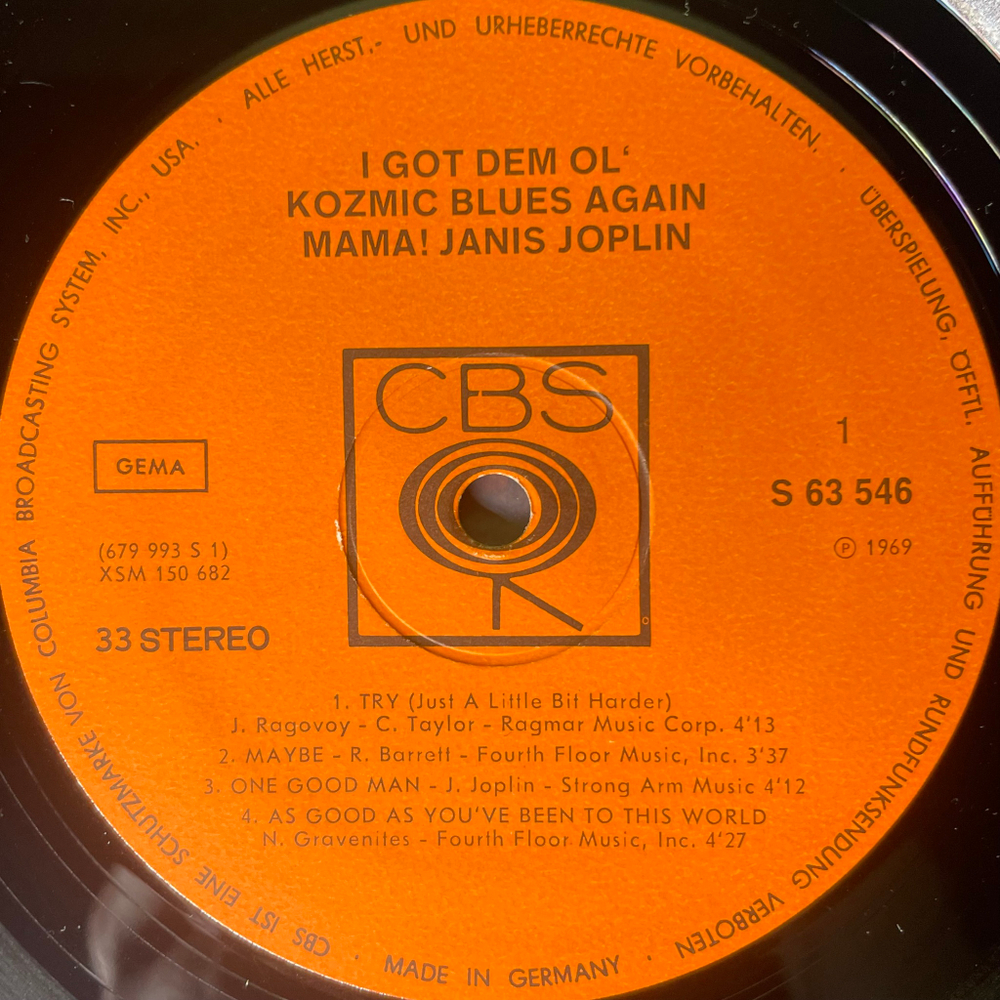 CBS IST EINE SCHUTZMARKE VON COLUMBIA BROADCASTING SYSTEM, INC., USA. · ALLE HERST.- UND URHEBERRECHTE VORBEHALTEN. · ÜBERSPIELUNG, ÖFFTL. AUFFÜHRUNG UND RUNDFUNKSENDUNG VERBOTEN · MADE IN GERMANY ·
I GOT DEM OL‘
KOZMIC BLUES AGAIN
MAMA! JANIS JOPLIN
CBS
GEMA
1
S 63 546
(679 993 S 1)
XSM 150 682
℗ 1969
33 STEREO
©
1. TRY (Just A Little Bit Harder)
J. Ragovoy - C. Taylor - Ragmar Music Corp. 4‘13
2. MAYBE - R. Barrett - Fourth Floor Music, Inc. 3‘37
3. ONE GOOD MAN - J. Joplin - Strong Arm Music 4‘12
4. AS GOOD AS YOU‘VE BEEN TO THIS WORLD
N. Gravenites - Fourth Floor Music, Inc. 4‘27